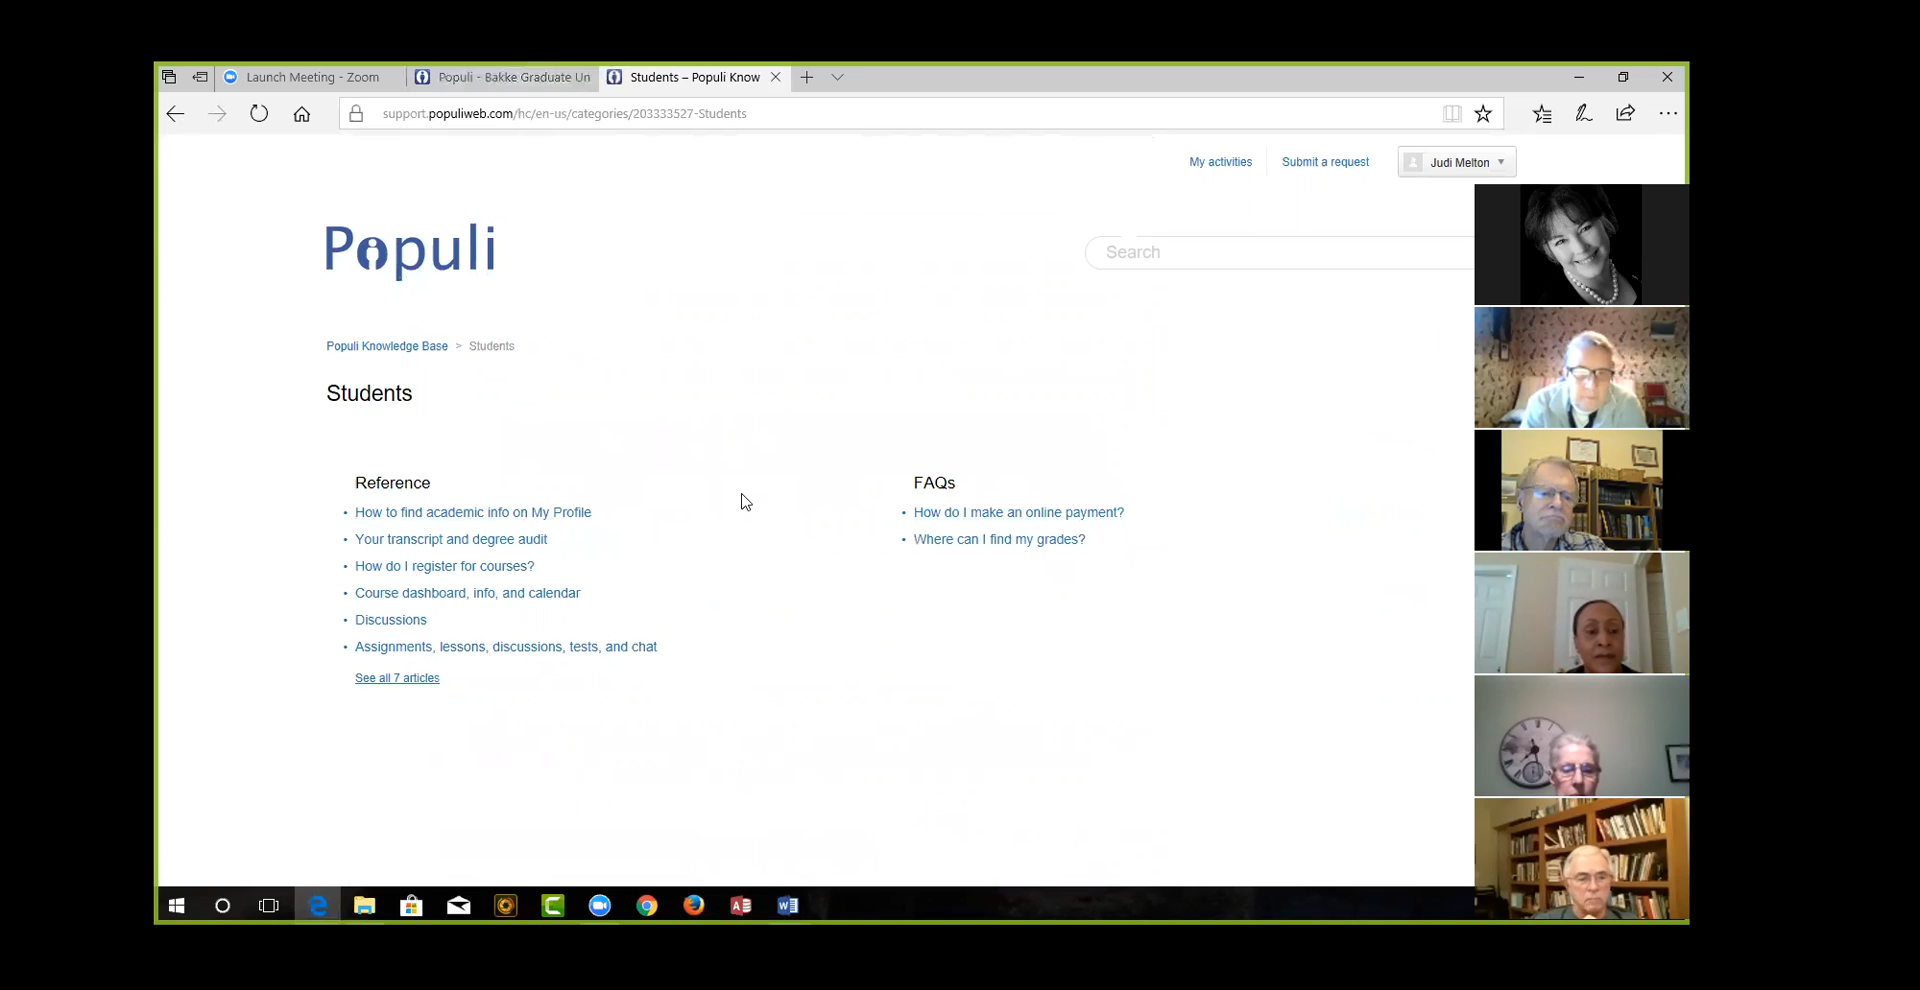 Launch Meeting - Zoom
Populi - Bakke Graduate Un
Students – Populi Know
support.populiweb.com/hc/en-us/categories/203333527-Students
My activities
Submit a request
Judi Melton
Populi
Search
Populi Knowledge Base > Students
Students
Reference
• How to find academic info on My Profile
• Your transcript and degree audit
• How do I register for courses?
• Course dashboard, info, and calendar
• Discussions
• Assignments, lessons, discussions, tests, and chat
See all 7 articles
FAQs
• How do I make an online payment?
• Where can I find my grades?